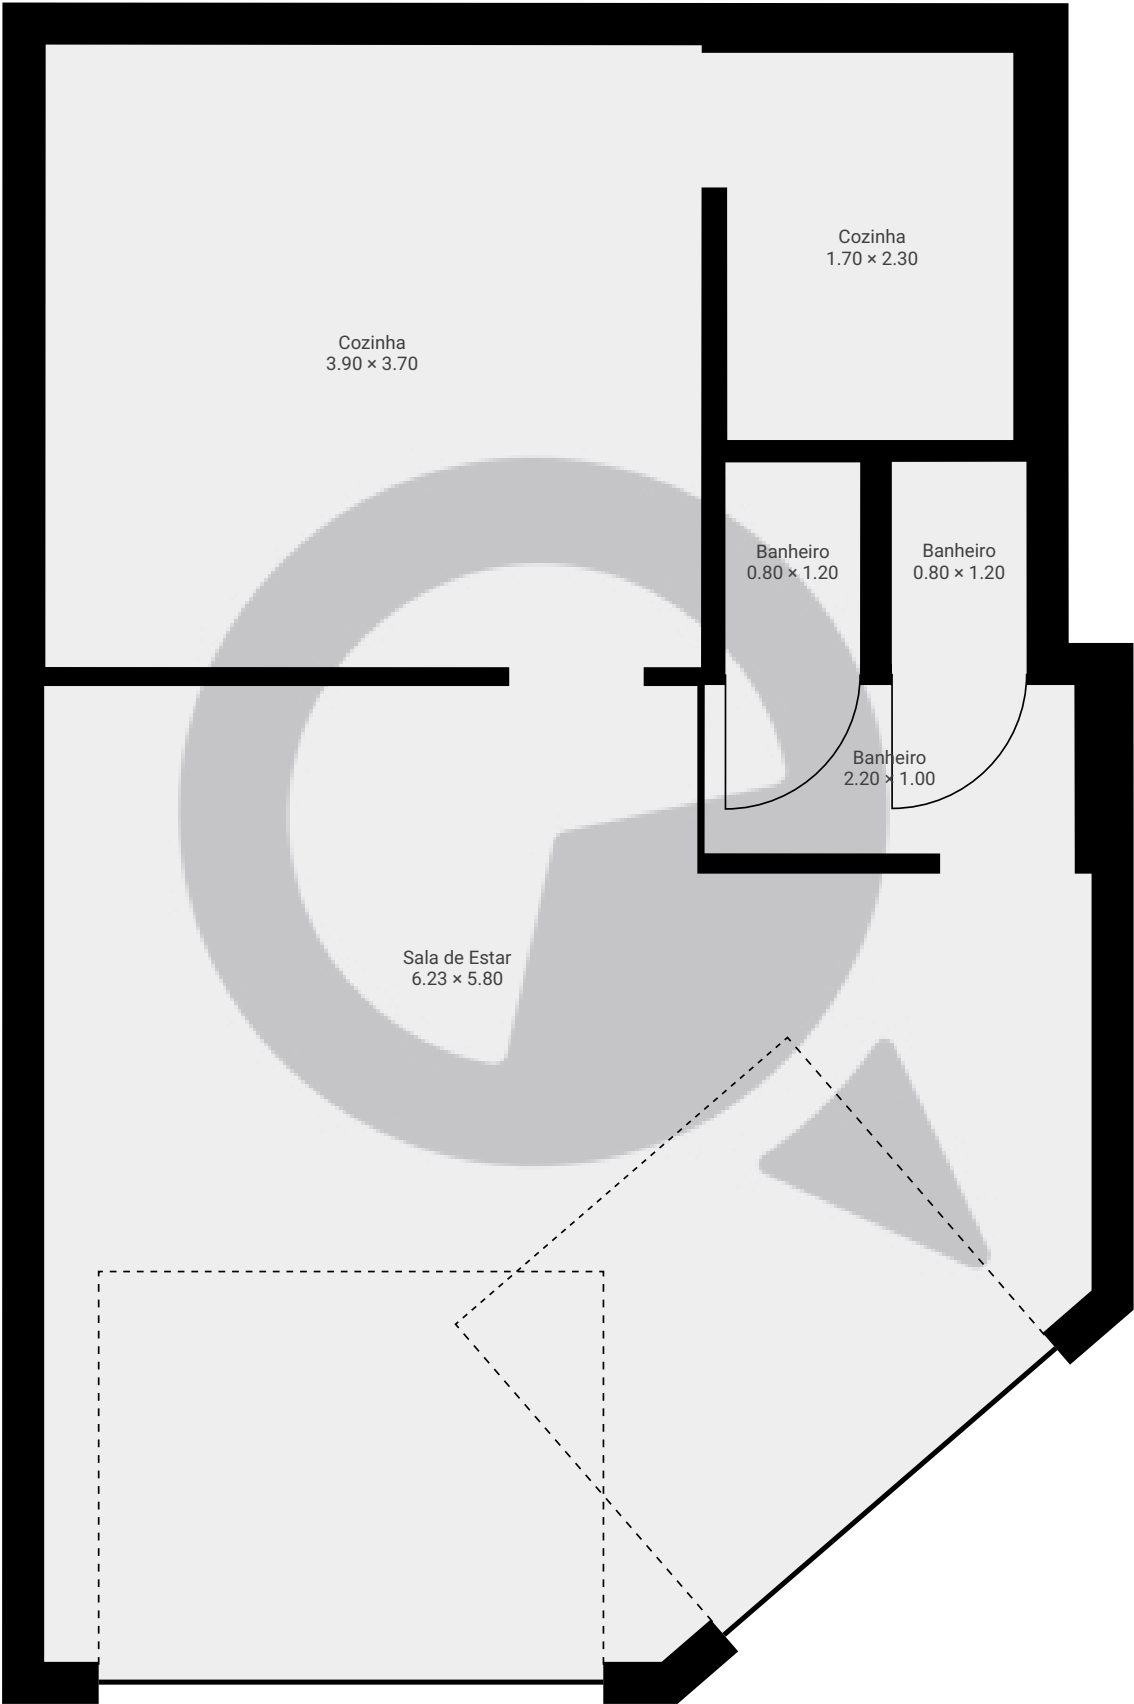 Cozinha
1.70 × 2.30
Cozinha
3.90 × 3.70
Banheiro
0.80 × 1.20
Banheiro
0.80 × 1.20
Banheiro
2.20 × 1.00
Sala de Estar
6.23 × 5.80